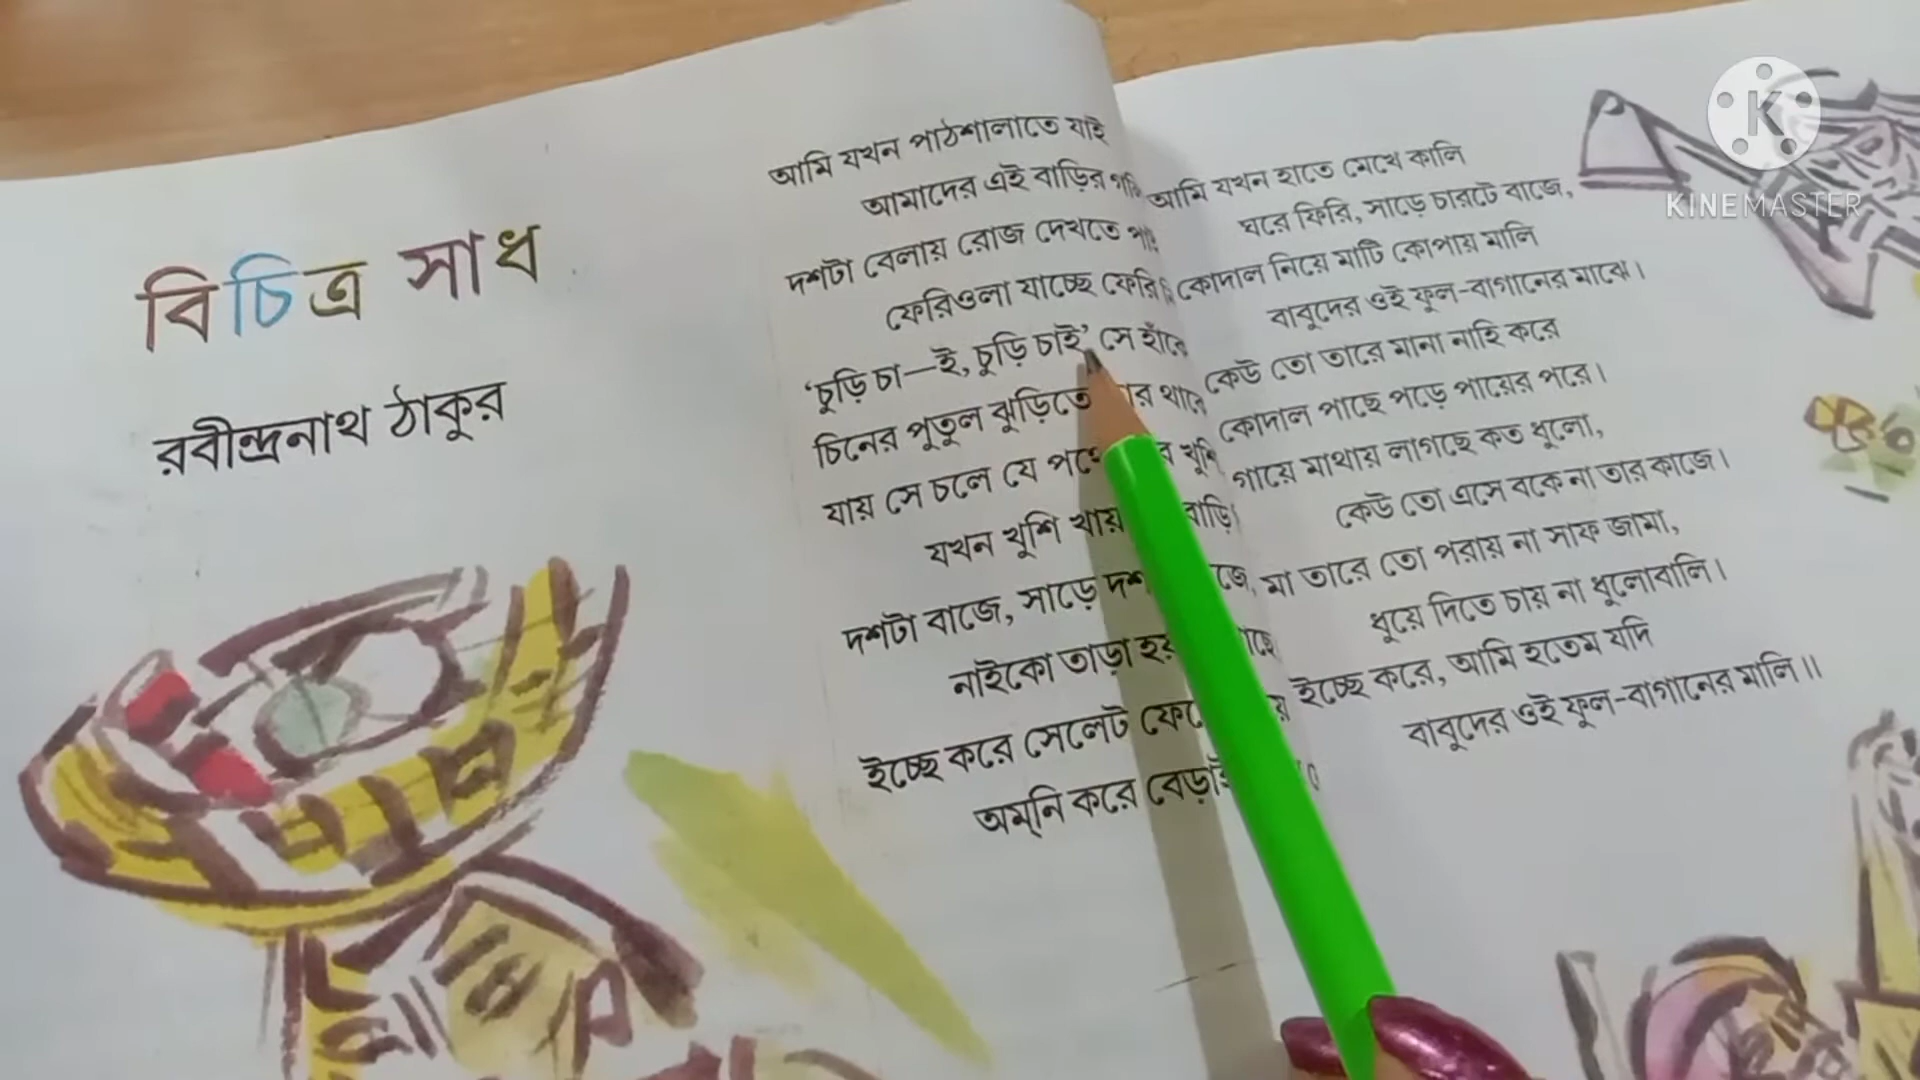 বিচিত্র সাধ
রবীন্দ্রনাথ ঠাকুর
আমি যখন পাঠশালাতে যাই
আমাদের এই বাড়ির
দশটা বেলায় রোজ দেখতে
ফেরিওলা যাচ্ছে ফেরি
‘চুড়ি চা—ই, চুড়ি চাই’ সে
চিনের পুতুল ঝুড়িতে
যায় সে চলে যে
যখন খুশি খায়
দশটা বাজে, সাড়ে
নাইকো তাড়া
ইচ্ছে করে সেলেট
অম্‌নি করে
আমি যখন হাতে মেখে কালি
ঘরে ফিরি, সাড়ে চারটে বাজে,
কোদাল নিয়ে মাটি কোপায় মালি
বাবুদের ওই ফুল-বাগানের মাঝে।
কেউ তো তারে মানা নাহি করে
কোদাল পাছে পড়ে পায়ের পরে।
গায়ে মাথায় লাগছে কত ধুলো,
কেউ তো এসে বকে না তার কাজে।
মা তারে তো পরায় না সাফ জামা,
ধুয়ে দিতে চায় না ধুলোবালি।
ইচ্ছে করে, আমি হতেম যদি
বাবুদের ওই ফুল-বাগানের মালি॥
K
KINEMASTER